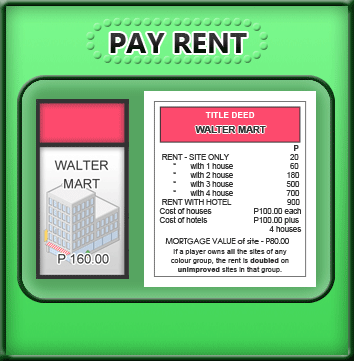 PAY RENT
WALTER
MART
P 160.00
TITLE DEED
WALTER MART
P
RENT - SITE ONLY 20
" with 1 house 60
" with 2 house 180
" with 3 house 500
" with 4 house 700
RENT WITH HOTEL 900
Cost of houses P100.00 each
Cost of hotels P100.00 plus
4 houses
MORTGAGE VALUE of site - P80.00
If a player owns all the sites of any
colour group, the rent is doubled on
unimproved sites in that group.